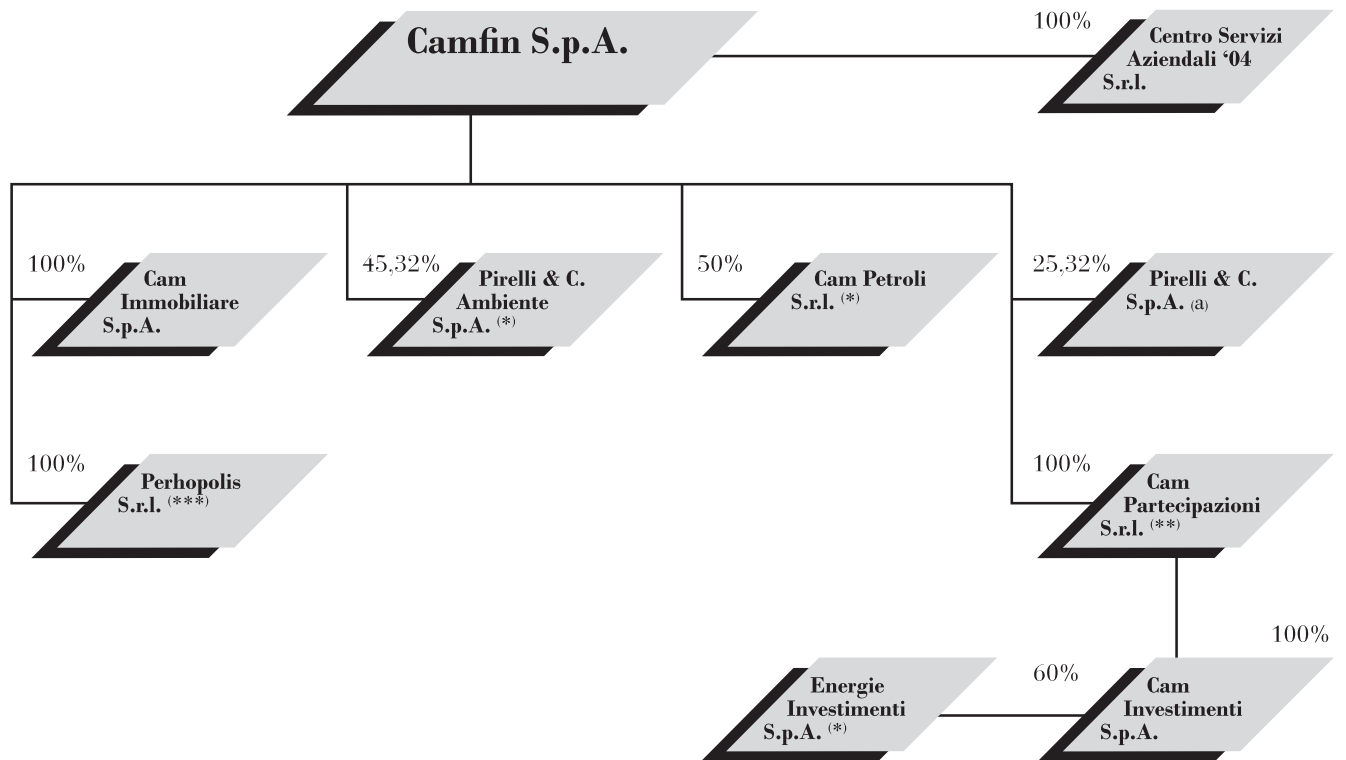 Camfin S.p.A.
100%
Centro Servizi
Aziendali ‘04
S.r.l.
100%
Cam
Immobiliare
S.p.A.
45,32%
Pirelli & C.
Ambiente
S.p.A. (*)
50%
Cam Petroli
S.r.l. (*)
25,32%
Pirelli & C.
S.p.A. (a)
100%
Perhopolis
S.r.l. (***)
100%
Cam
Partecipazioni
S.r.l. (**)
100%
Energie
Investimenti
S.p.A. (*)
60%
Cam
Investimenti
S.p.A.